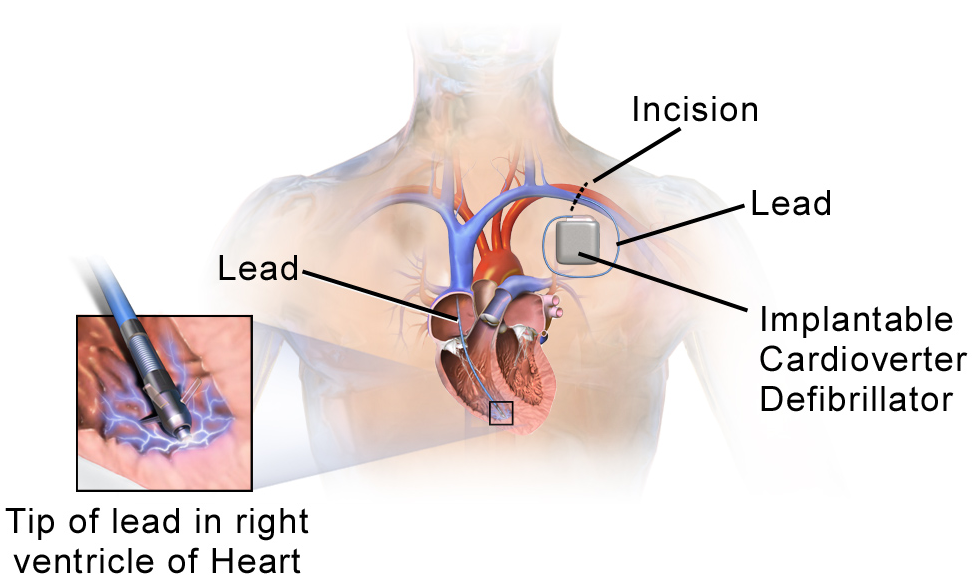 Incision
Lead
Lead
Implantable
Cardioverter
Defibrillator
Tip of lead in right
ventricle of Heart